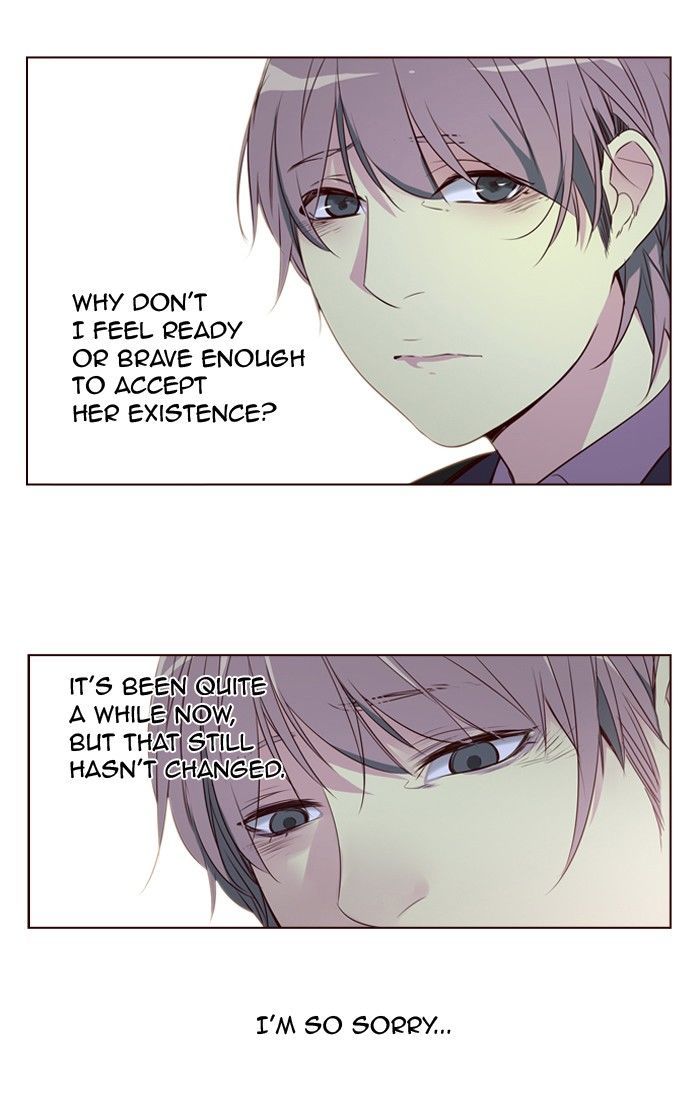 WHY DON'T
I FEEL READY
OR BRAVE ENOUGH
TO ACCEPT
HER EXISTENCE?
IT'S BEEN QUITE
A WHILE NOW,
BUT THAT STILL
HASN'T CHANGED.
I'M SO SORRY...